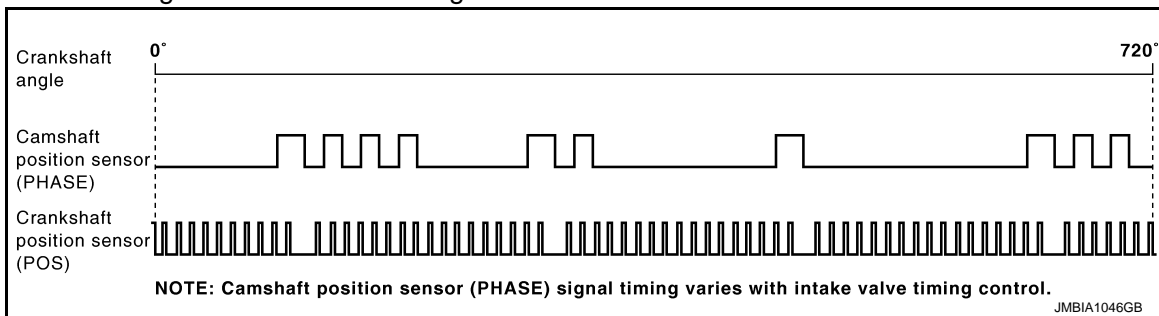 Crankshaft
angle
0°
720°
Camshaft
position sensor
(PHASE)
Crankshaft
position sensor
(POS)
NOTE: Camshaft position sensor (PHASE) signal timing varies with intake valve timing control.
JMBIA1046GB